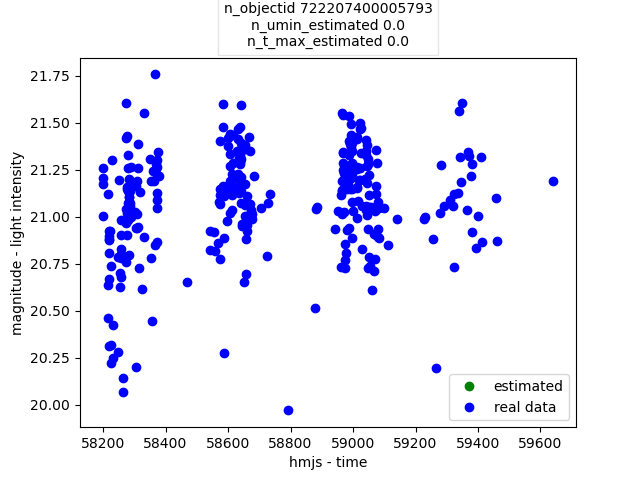 n_objectid 722207400005793
n_umin_estimated 0.0
n_t_max_estimated 0.0
21.75
21.50
21.25
21.00
20.75
20.50
20.25
20.00
magnitude - light intensity
estimated
real data
58200 58400 58600 58800 59000 59200 59400 59600
hmjs - time